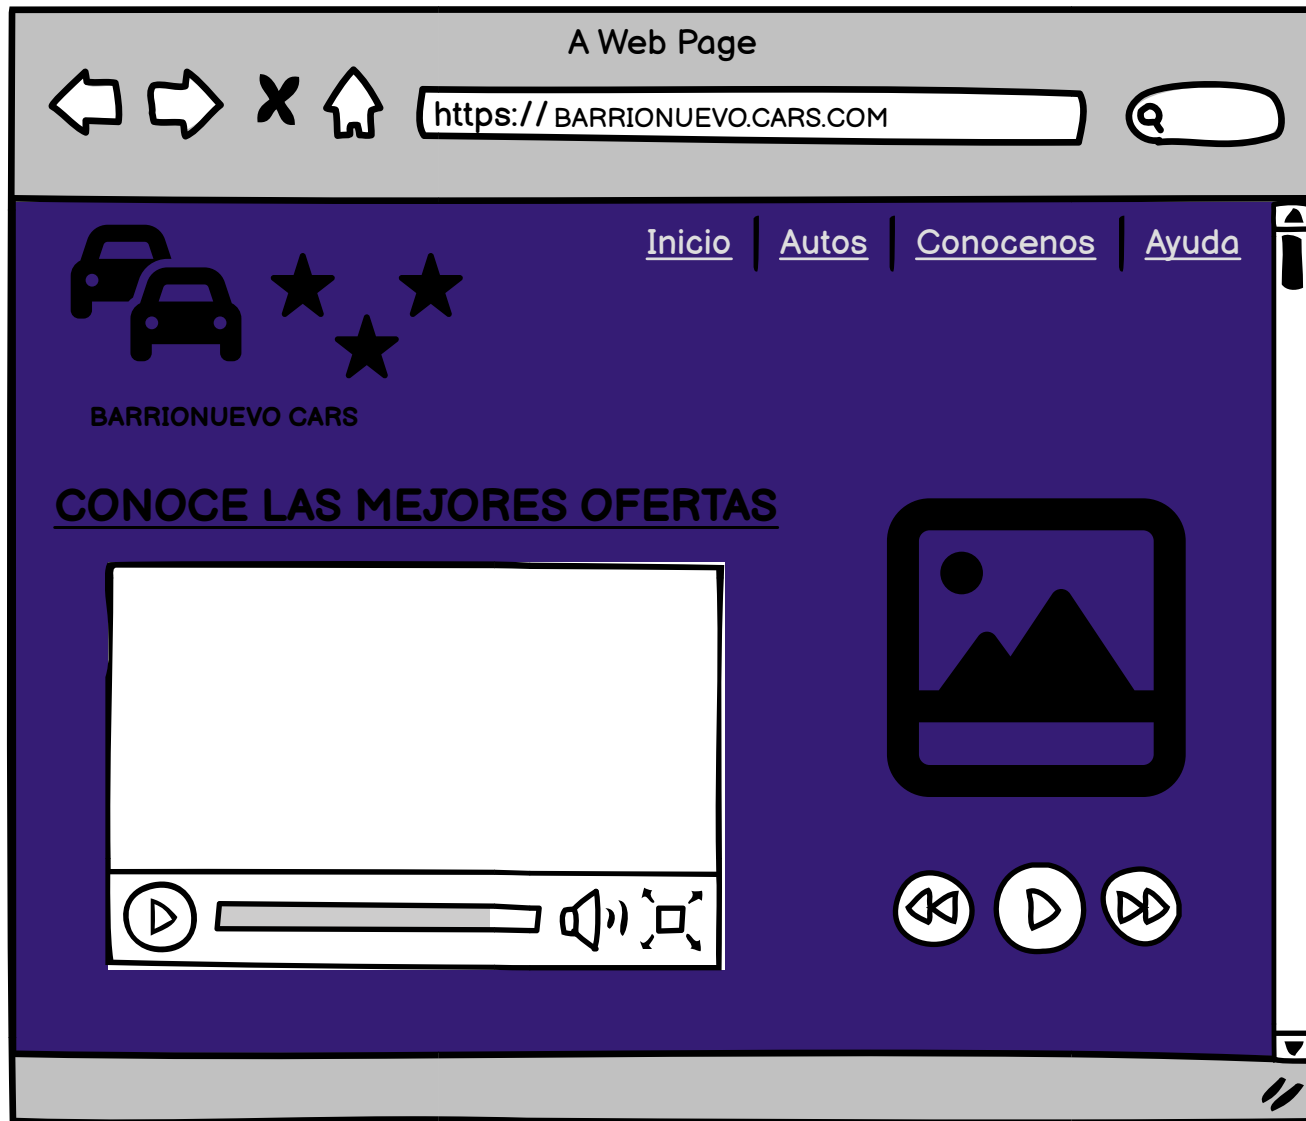 A Web Page
https:// BARRIONUEVO.CARS.COM
Inicio Autos Conocenos Ayuda
BARRIONUEVO CARS
CONOCE LAS MEJORES OFERTAS